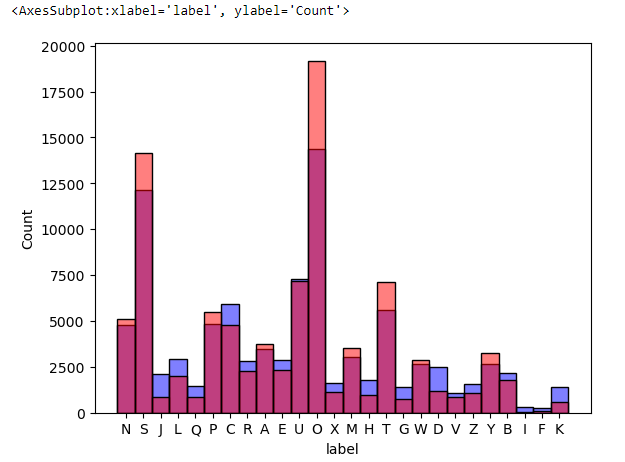 <AxesSubplot:xlabel='label', ylabel='Count'>
20000
17500
15000
12500
10000
7500
5000
2500
0
Count
N S J L Q P C R A E U O X M H T G W D V Z Y B I F K
label